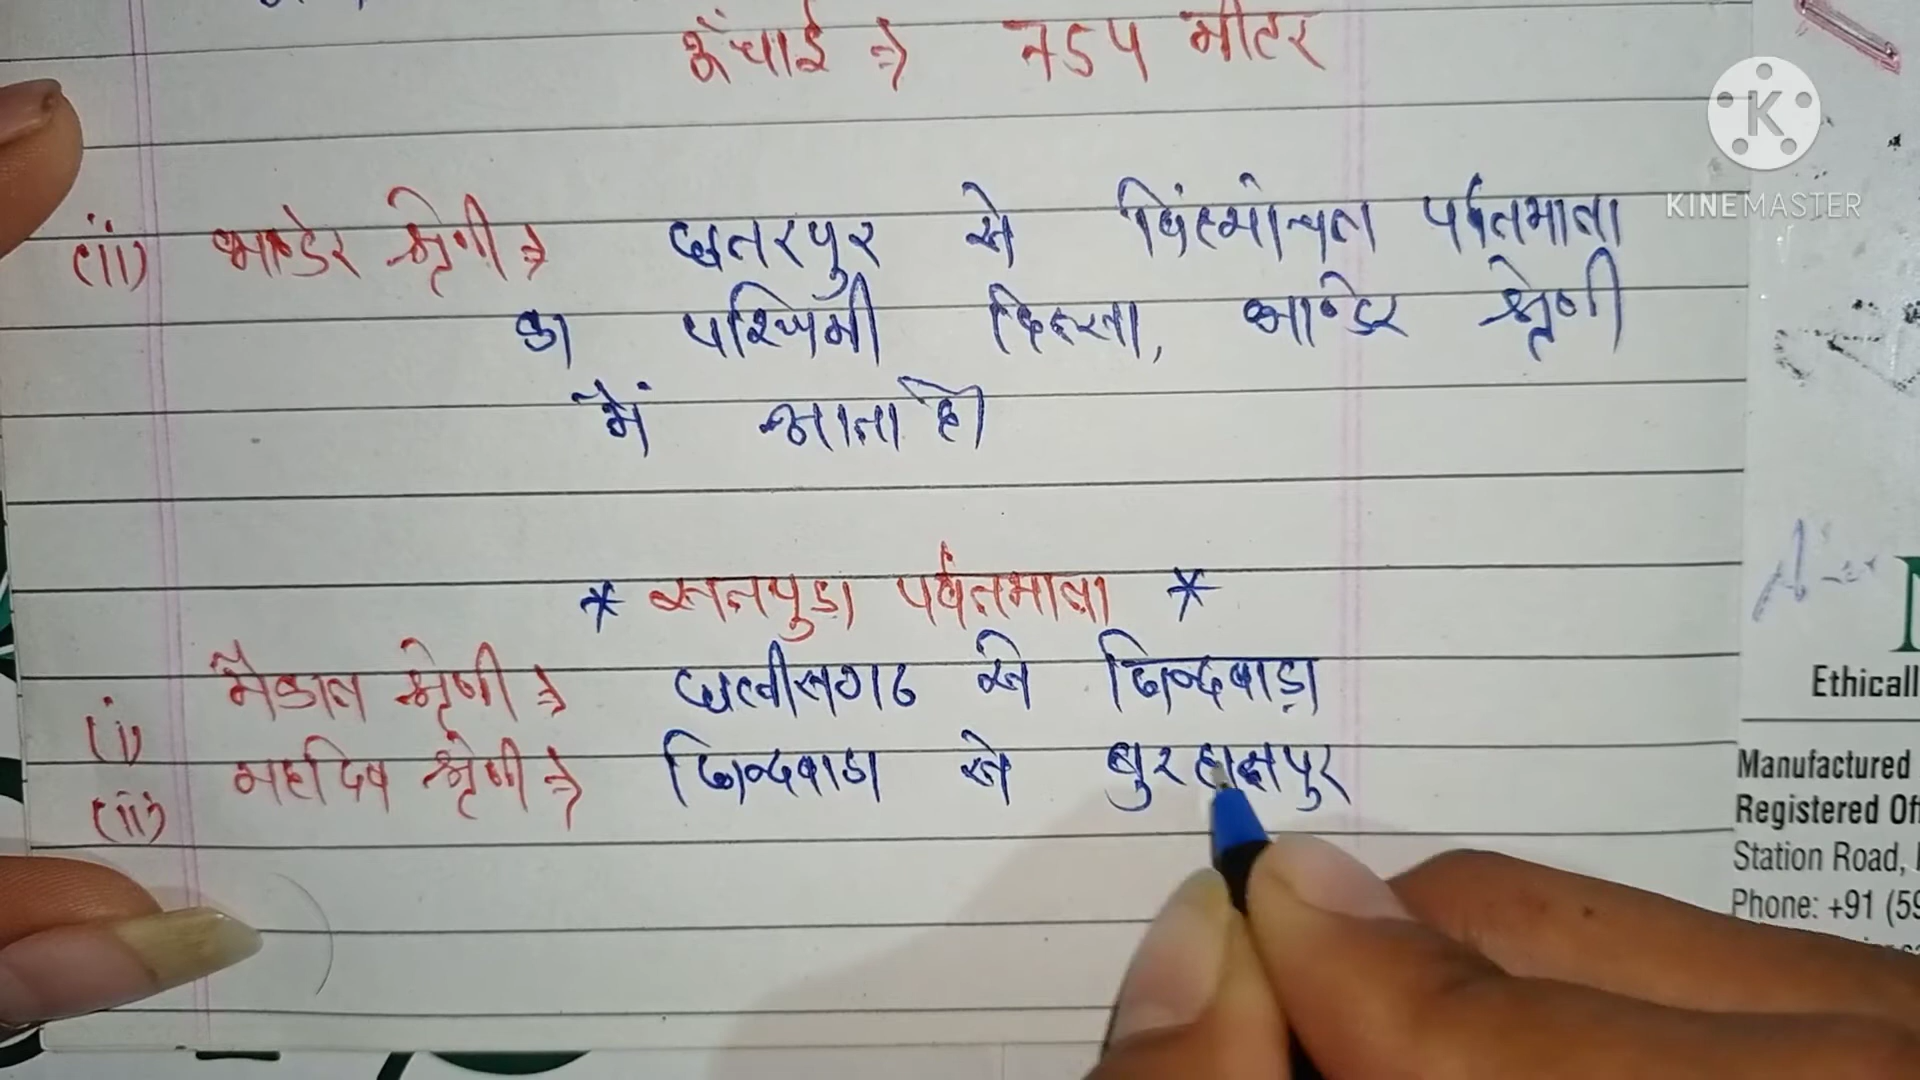 ऊँचाई → 754 मीटर
(iii) भाण्डेर श्रेणी → छतरपुर से विंध्याचल पर्वतमाला
का पश्चिमी हिस्सा, भाण्डेर श्रेणी
में आता है।
* सतपुड़ा पर्वतमाला *
(i) मैकाल श्रेणी → छत्तीसगढ से छिन्दवाड़ा
(ii) महादेव श्रेणी → छिन्दवाडा से बुरहानपुर
KINEMASTER
Ethicall
Manufactured
Registered Of
Station Road,
Phone: +91 (59